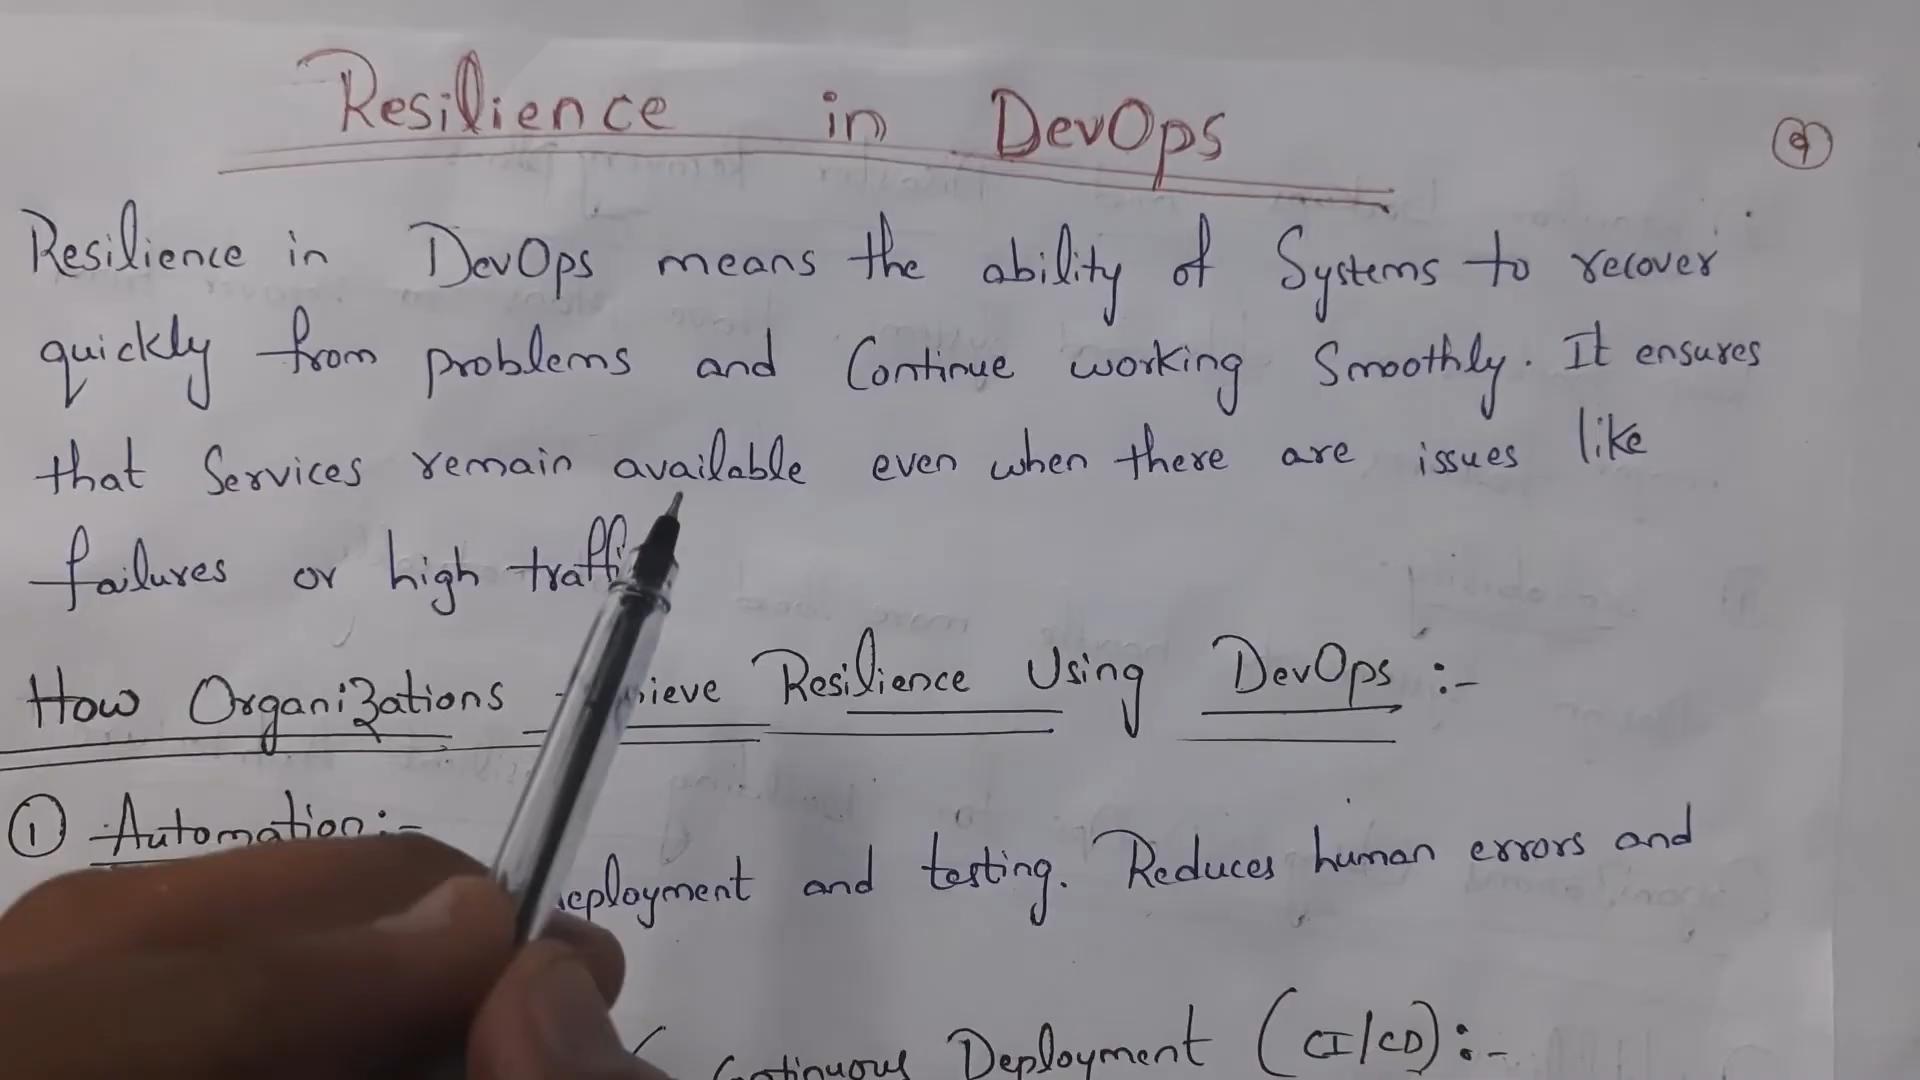 Resilience in DevOps
9
Resilience in DevOps means the ability of Systems to recover
quickly from problems and Continue working Smoothly. It ensures
that Services remain available even when there are issues like
failures or high
How Organizations Resilience Using DevOps :-
① Automation:-
and testing. Reduces human errors and
Continuous Deployment (CI/CD):-